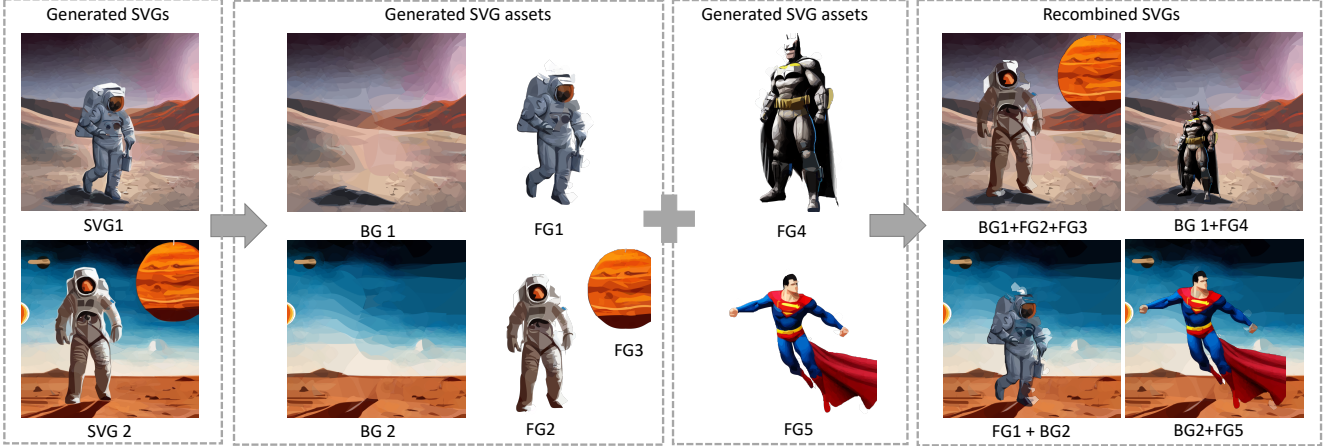 Generated SVGs
Generated SVG assets
Generated SVG assets
Recombined SVGs
SVG1
BG 1
FG1
FG4
BG1+FG2+FG3
BG 1+FG4
FG3
SVG 2
BG 2
FG2
FG5
FG1 + BG2
BG2+FG5